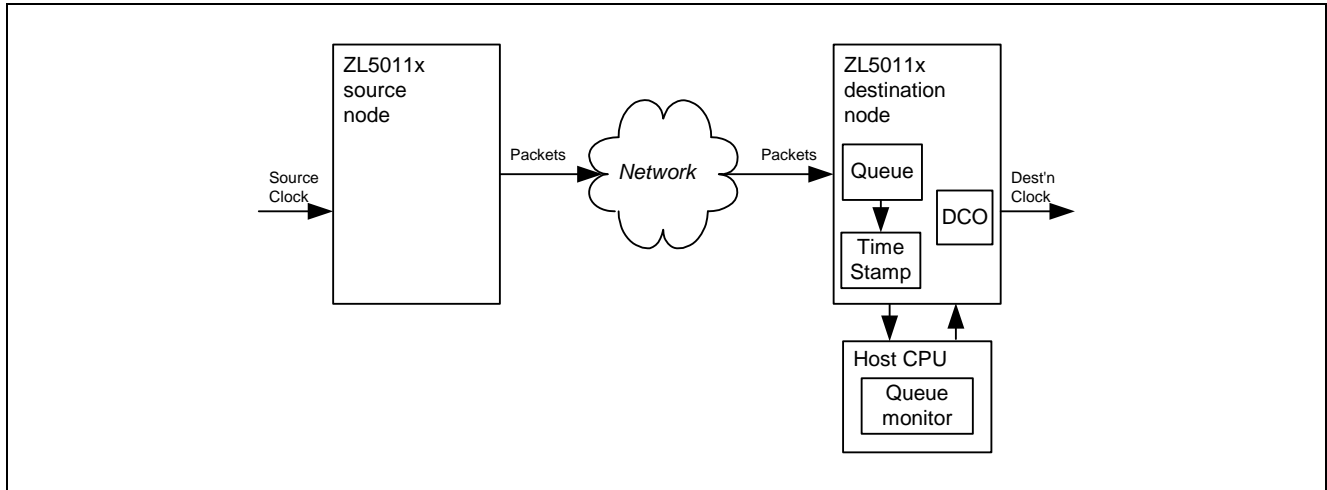 ZL5011x
source
node
Source
Clock
Packets
Network
Packets
ZL5011x
destination
node
Queue
Time
Stamp
DCO
Dest'n
Clock
Host CPU
Queue
monitor